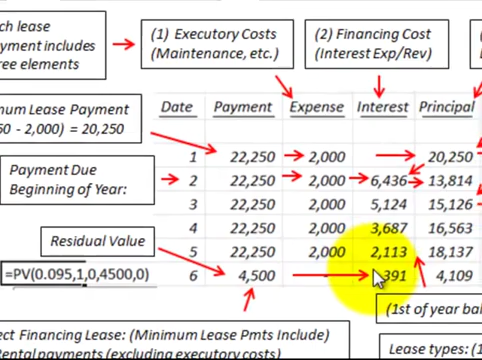 ch lease
yment includes
ree elements
(1) Executory Costs
(Maintenance, etc.)
(2) Financing Cost
(Interest Exp/Rev)
num Lease Payment
50 - 2,000) = 20,250
Date Payment Expense Interest Principal
1 22,250 2,000 20,250
Payment Due
Beginning of Year:
2 22,250 2,000 6,436 13,814
3 22,250 2,000 5,124 15,126
4 22,250 2,000 3,687 16,563
Residual Value
5 22,250 2,000 2,113 18,137
=PV(0.095,1,0,4500,0)
6 4,500 391 4,109
(1st of year bal
ect Financing Lease: (Minimum Lease Pmts Include)
Rental payments (excluding executory costs)
Lease types: (1